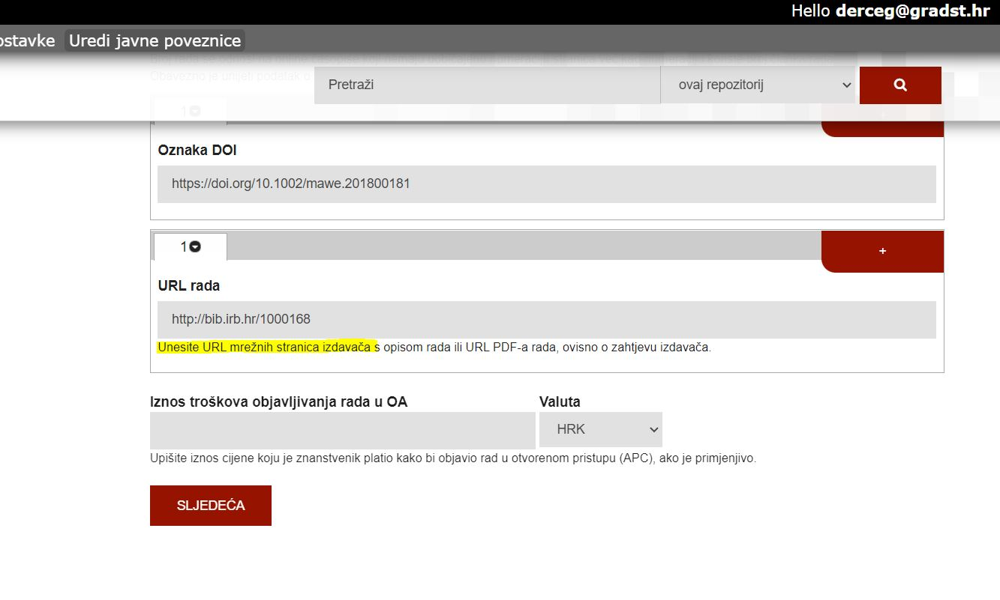 Hello derceg@gradst.hr
ostavke Uredi javne poveznice
Obavezno je unijeti podatak o
Pretraži ovaj repozitorij
1
Oznaka DOI
https://doi.org/10.1002/mawe.201800181
1
+
URL rada
http://bib.irb.hr/1000168
Unesite URL mrežnih stranica izdavača s opisom rada ili URL PDF-a rada, ovisno o zahtjevu izdavača.
Iznos troškova objavljivanja rada u OA Valuta
HRK
Upišite iznos cijene koju je znanstvenik platio kako bi objavio rad u otvorenom pristupu (APC), ako je primjenjivo.
SLJEDEĆA